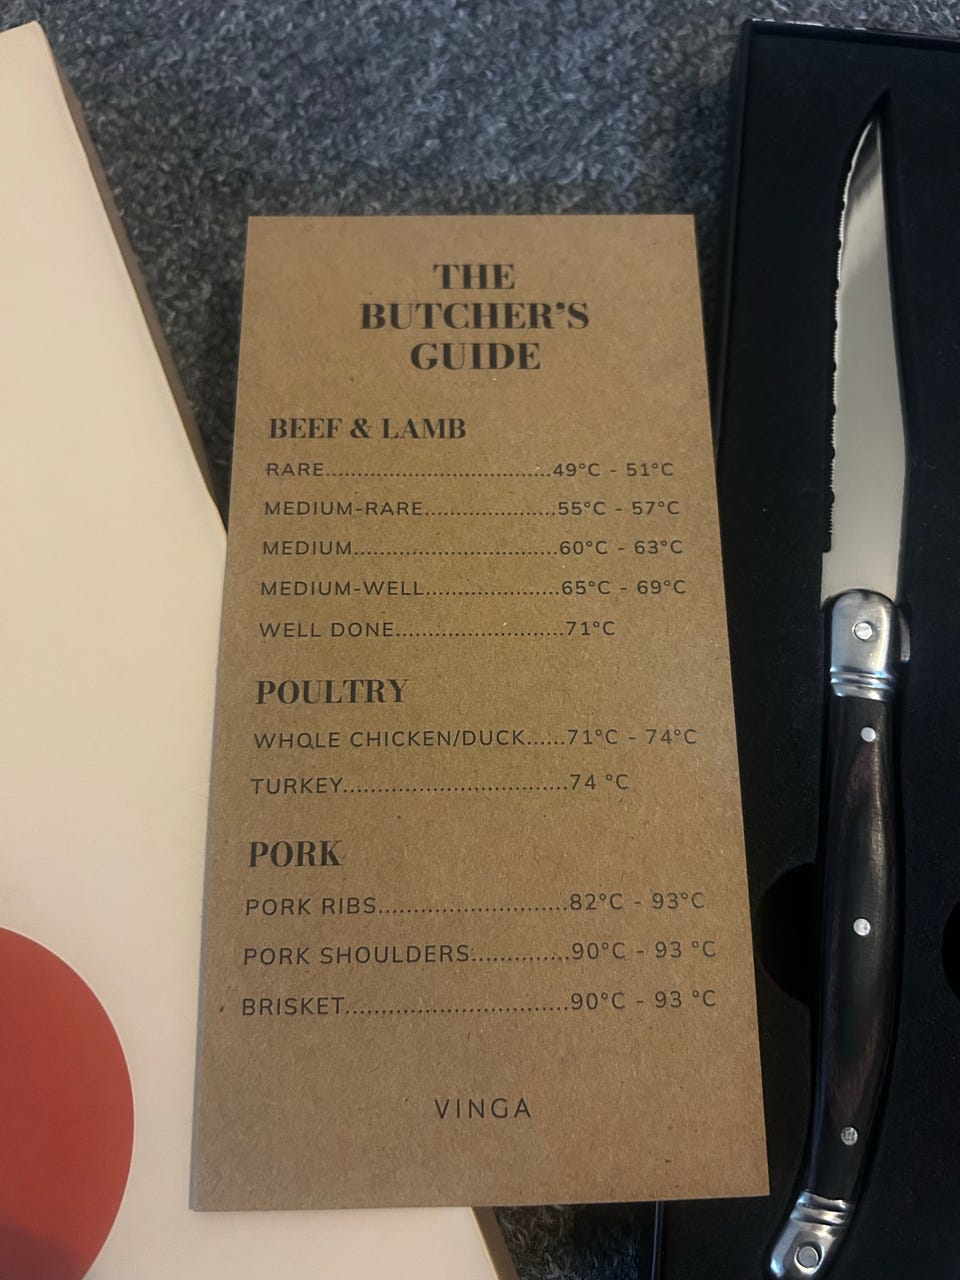 THE
BUTCHER'S
GUIDE
BEEF & LAMB
RARE...................................49°C - 51°C
MEDIUM-RARE.....................55°C - 57°C
MEDIUM................................60°C - 63°C
MEDIUM-WELL.....................65°C - 69°C
WELL DONE..........................71°C
POULTRY
WHOLE CHICKEN/DUCK......71°C - 74°C
TURKEY...................................74 °C
PORK
PORK RIBS.............................82°C - 93°C
PORK SHOULDERS...............90°C - 93 °C
BRISKET..................................90°C - 93 °C
VINGA